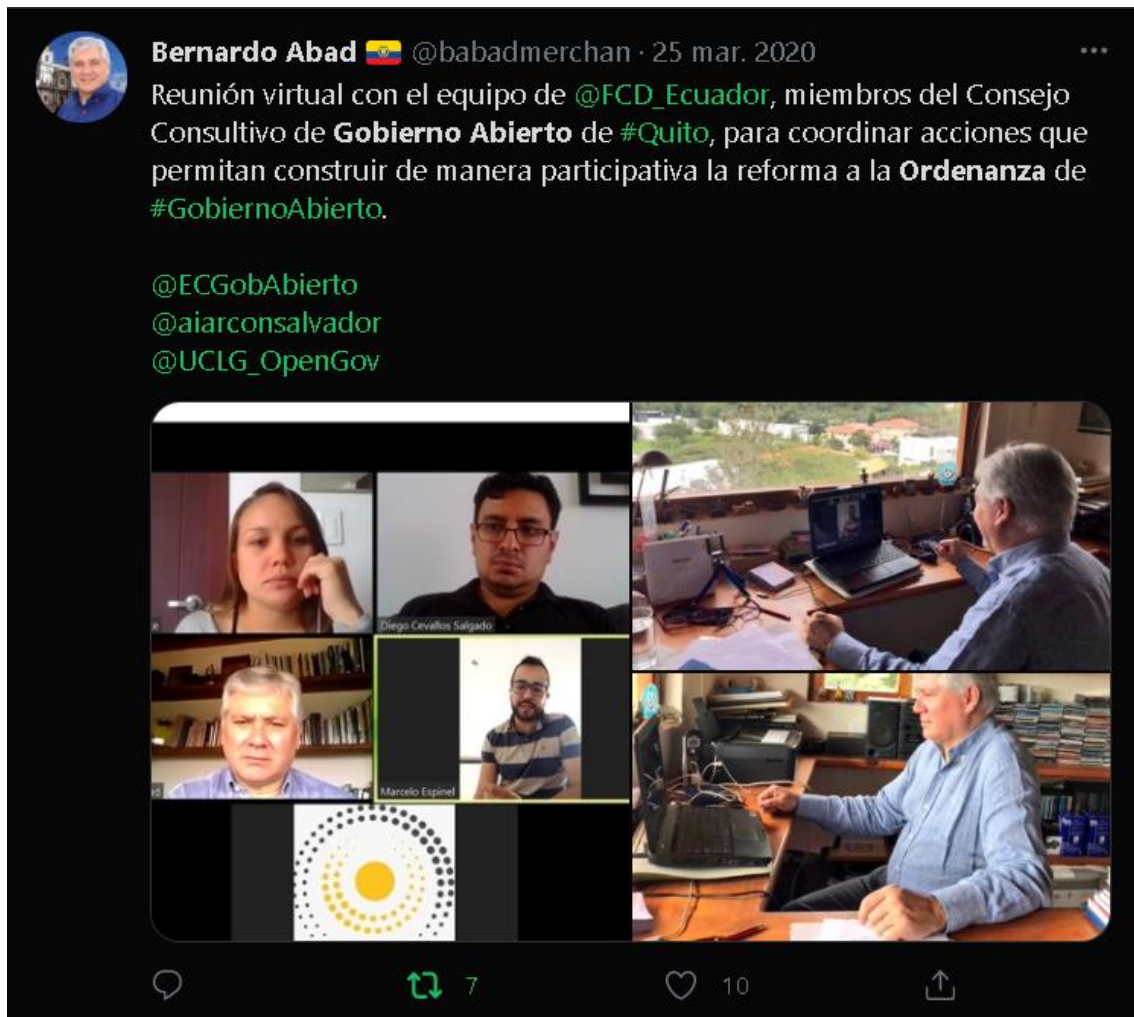 Bernardo Abad @babadmerchan · 25 mar. 2020
Reunión virtual con el equipo de @FCD_Ecuador, miembros del Consejo
Consultivo de Gobierno Abierto de #Quito, para coordinar acciones que
permitan construir de manera participativa la reforma a la Ordenanza de
#GobiernoAbierto.
@ECGobAbierto
@aiarconsalvador
@UCLG_OpenGov
Diego Cevallos Salgado
Marcelo Espinel
7
10